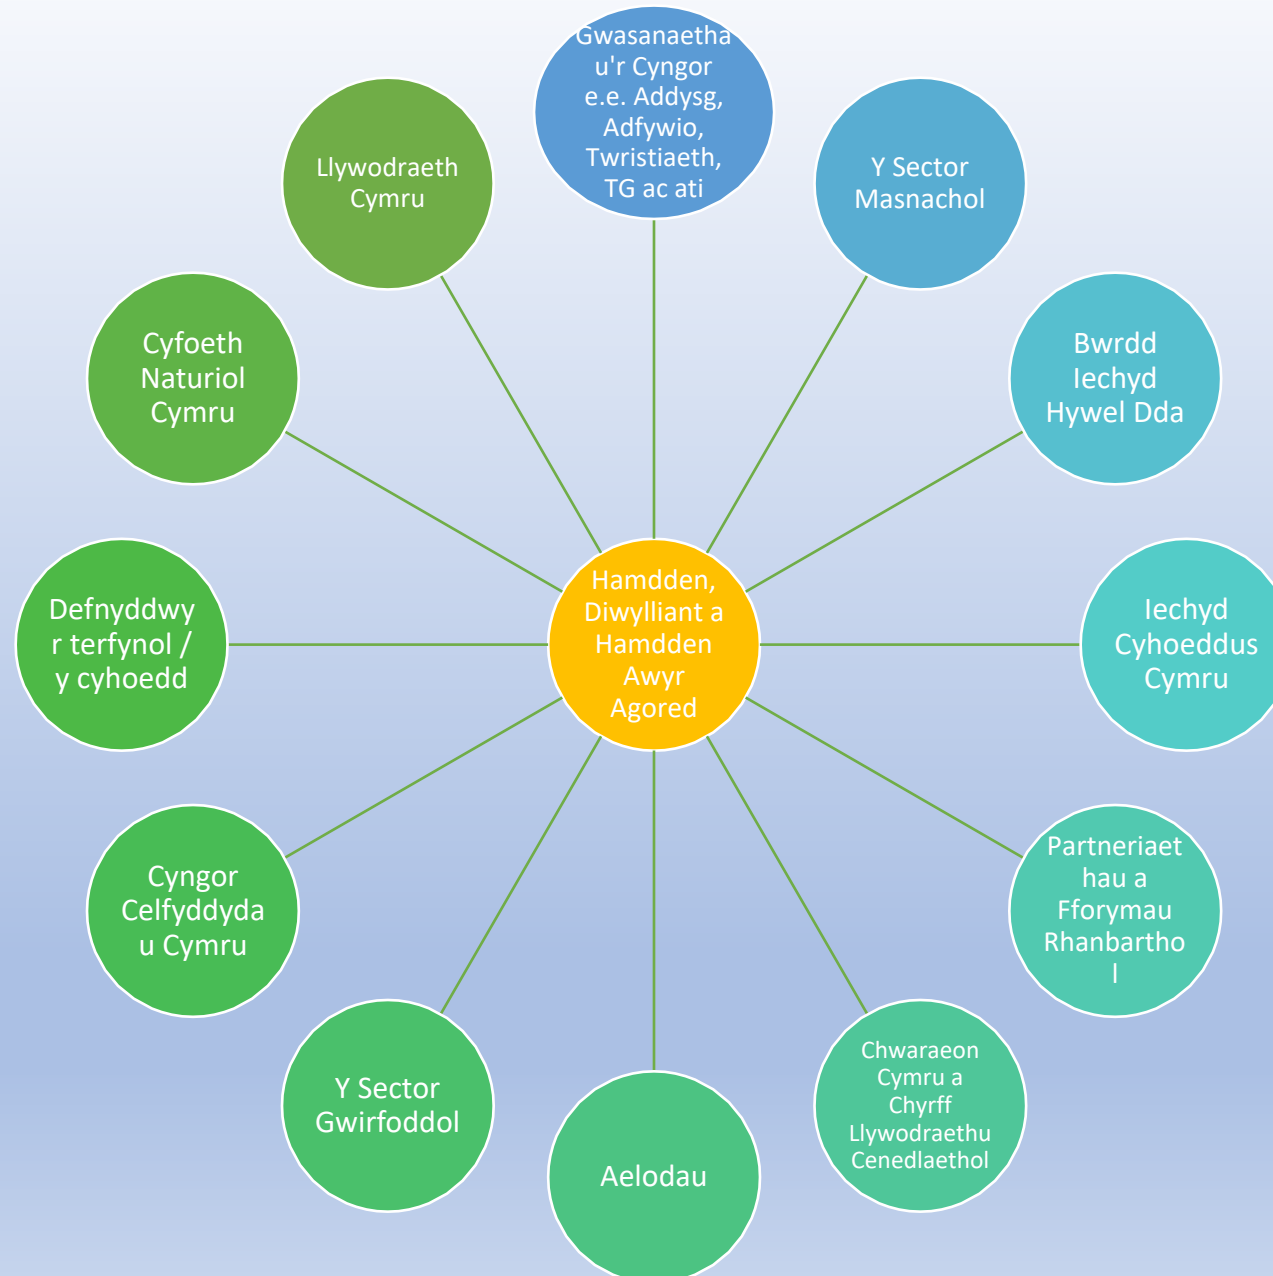 Gwasanaetha
u'r Cyngor
e.e. Addysg,
Adfywio,
Twristiaeth,
TG ac ati
Y Sector
Masnachol
Bwrdd
Iechyd
Hywel Dda
Iechyd
Cyhoeddus
Cymru
Partneriaet
hau a
Fforymau
Rhanbartho
l
Chwaraeon
Cymru a
Chyrff
Llywodraethu
Cenedlaethol
Aelodau
Y Sector
Gwirfoddol
Cyngor
Celfyddyda
u Cymru
Defnyddwy
r terfynol /
y cyhoedd
Cyfoeth
Naturiol
Cymru
Llywodraeth
Cymru
Hamdden,
Diwylliant a
Hamdden
Awyr
Agored